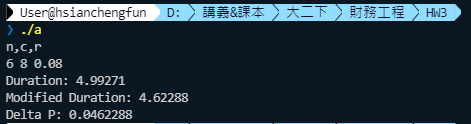 User@hsianchengfun D: 講義&課本 大二下 財務工程 HW3
> ./a
n,c,r
6 8 0.08
Duration: 4.99271
Modified Duration: 4.62288
Delta P: 0.0462288